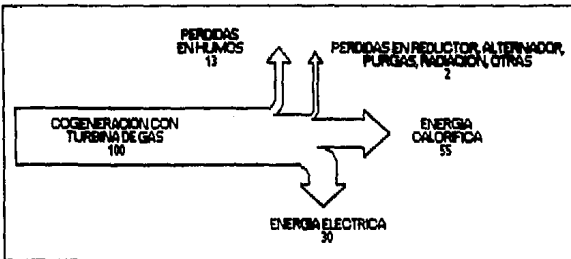 PERDIDAS
EN HUMOS
13
PERDIDAS EN REDUCTOR, ALTERNADOR,
PURGAS, RADIACION, OTRAS
2
COGENERACION CON
TURBINA DE GAS
100
ENERGIA
CALORIFICA
55
ENERGIA ELECTRICA
30